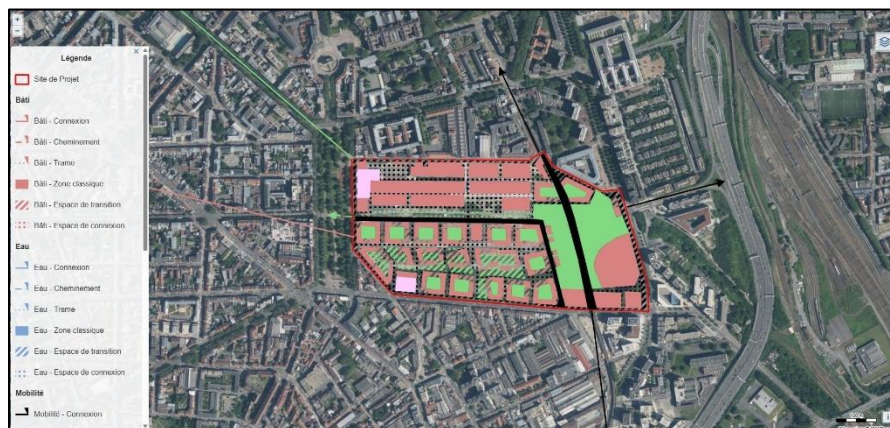 Légende
Site de Projet
Bâti
Bâti - Connexion
Bâti - Cheminement
Bâti - Trame
Bâti - Zone classique
Bâti - Espace de transition
Bâti - Espace de connexion
Eau
Eau - Connexion
Eau - Cheminement
Eau - Trame
Eau - Zone classique
Eau - Espace de transition
Eau - Espace de connexion
Mobilité
Mobilité - Connexion